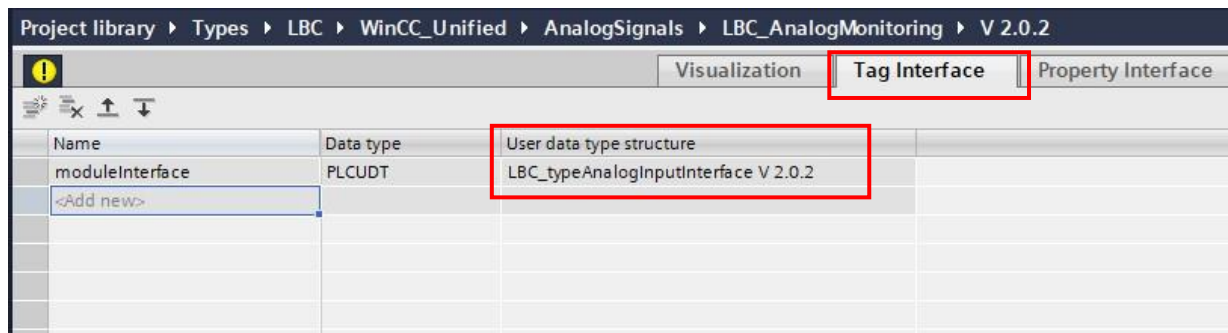 Project library ▸ Types ▸ LBC ▸ WinCC_Unified ▸ AnalogSignals ▸ LBC_AnalogMonitoring ▸ V 2.0.2
Visualization Tag Interface Property Interface
Name Data type User data type structure
moduleInterface PLCUDT LBC_typeAnalogInputInterface V 2.0.2
<Add new>